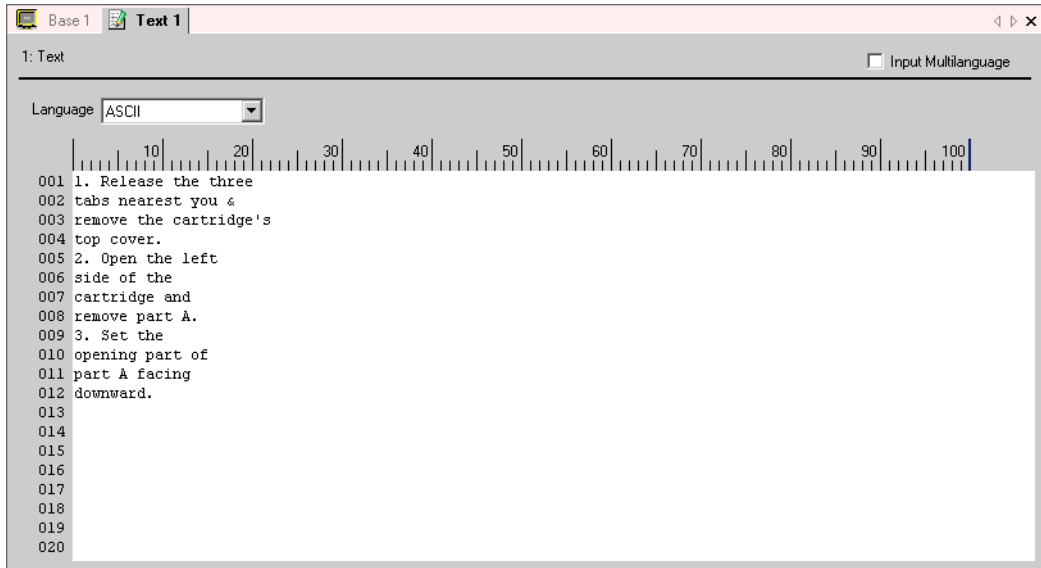 Base 1 Text 1
1: Text
Input Multilanguage
Language ASCII
10 20 30 40 50 60 70 80 90 100
001 1. Release the three
002 tabs nearest you &
003 remove the cartridge's
004 top cover.
005 2. Open the left
006 side of the
007 cartridge and
008 remove part A.
009 3. Set the
010 opening part of
011 part A facing
012 downward.
013
014
015
016
017
018
019
020